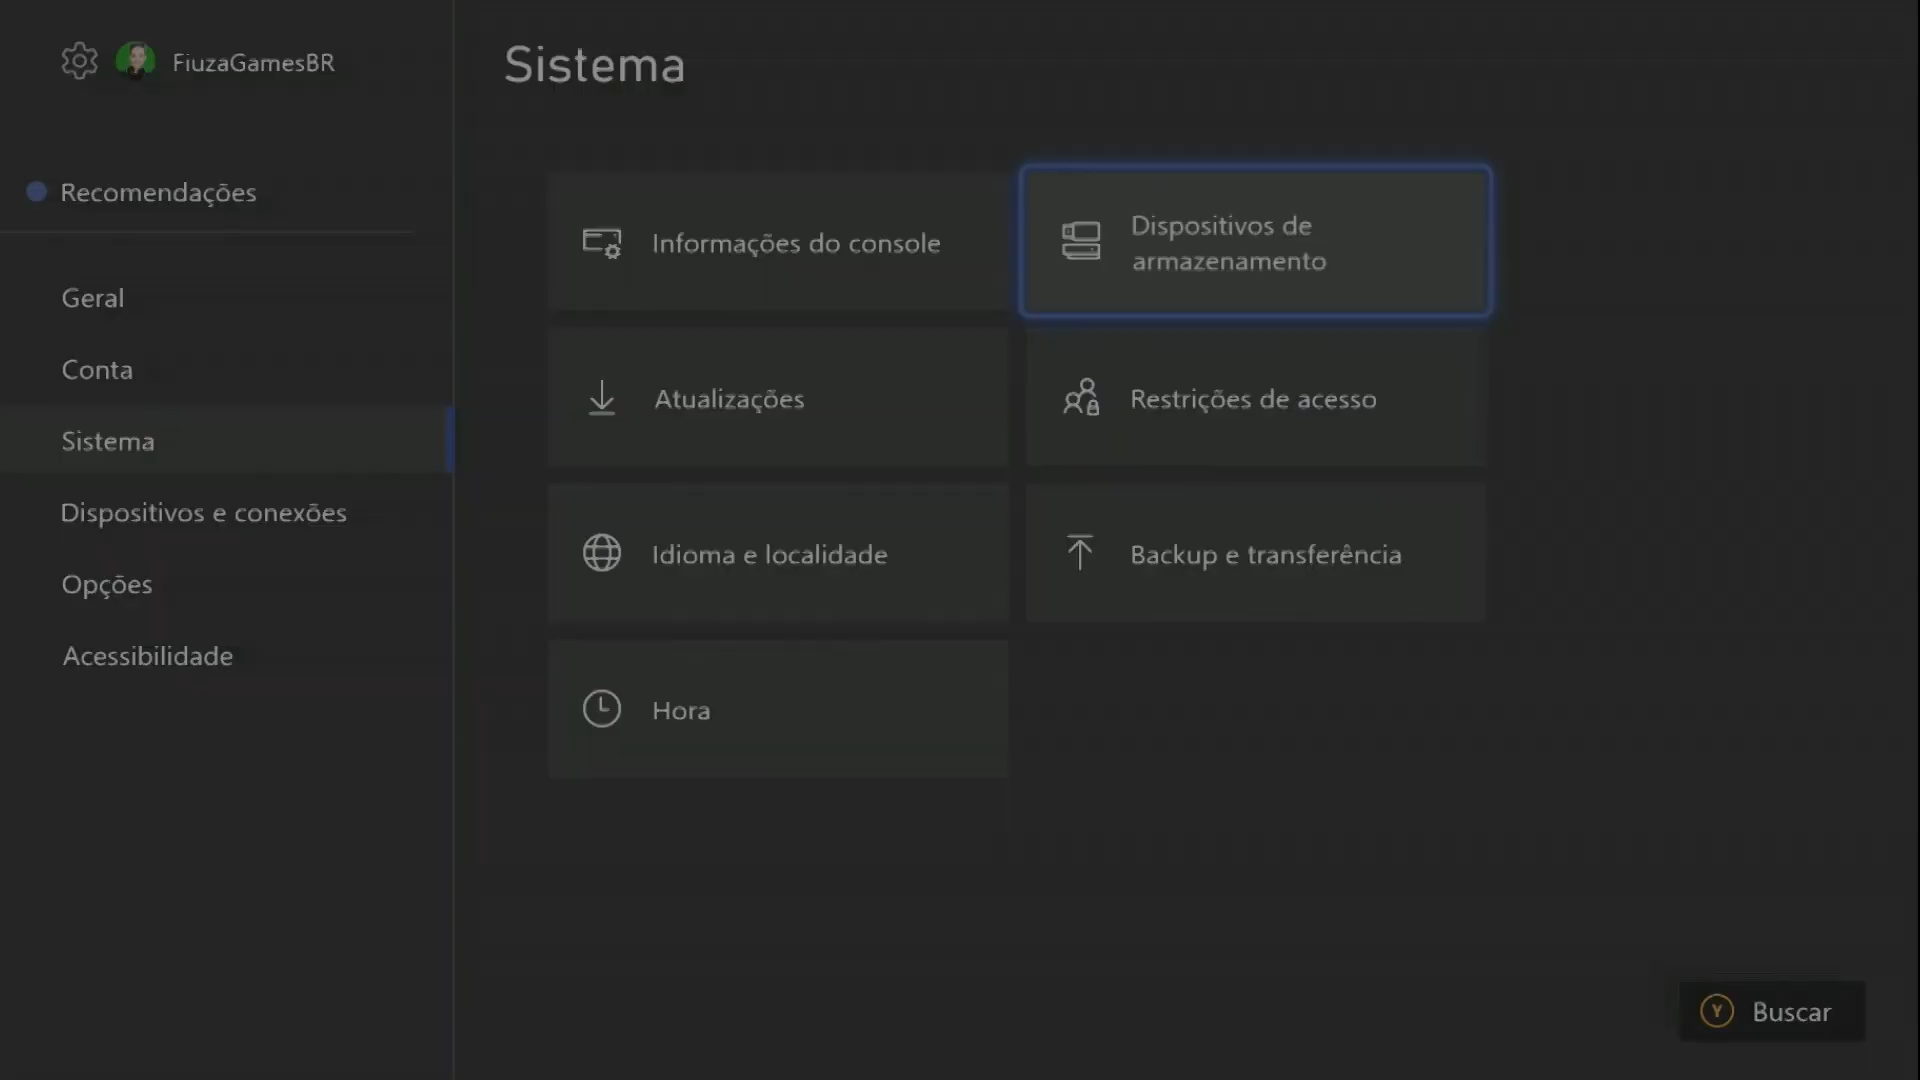 FiuzaGamesBR
Sistema
Recomendações
Geral
Conta
Sistema
Dispositivos e conexões
Opções
Acessibilidade
Informações do console
Dispositivos de
armazenamento
Atualizações
Restrições de acesso
Idioma e localidade
Backup e transferência
Hora
Y Buscar